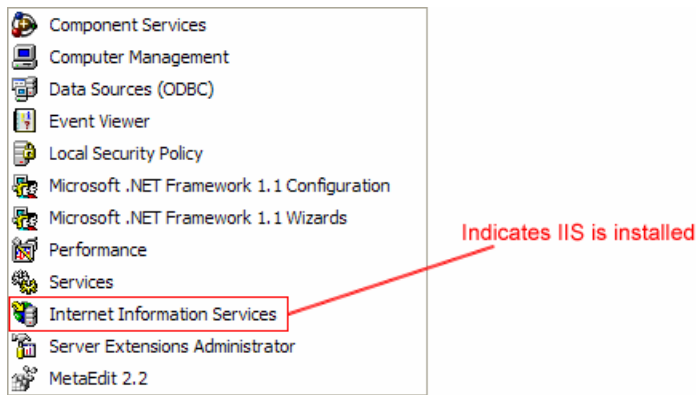 Component Services
Computer Management
Data Sources (ODBC)
Event Viewer
Local Security Policy
Microsoft .NET Framework 1.1 Configuration
Microsoft .NET Framework 1.1 Wizards
Performance
Indicates IIS is installed
Services
Internet Information Services
Server Extensions Administrator
MetaEdit 2.2